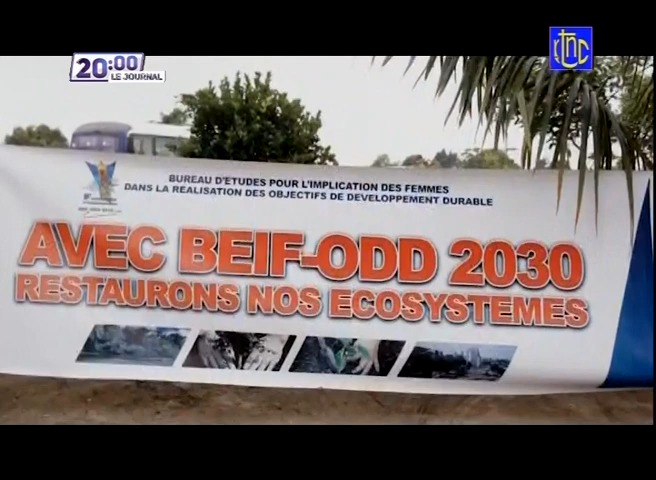 20:00
LE JOURNAL
rtnc
BUREAU D'ETUDES POUR L'IMPLICATION DES FEMMES
DANS LA REALISATION DES OBJECTIFS DE DEVELOPPEMENT DURABLE
AVEC BEIF-ODD 2030
RESTAURONS NOS ECOSYSTEMES